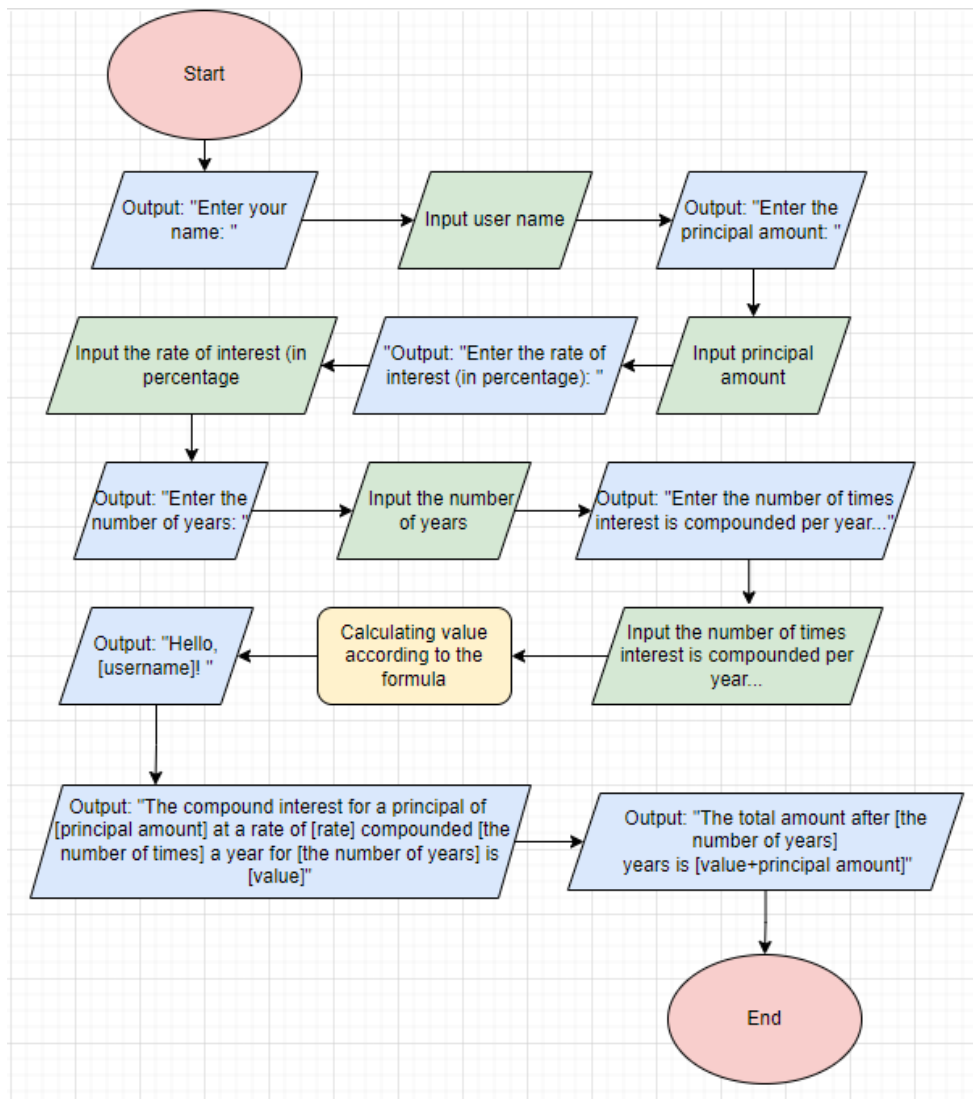 Start
Output: "Enter your
name: "
Input user name
Output: "Enter the
principal amount: "
Input principal
amount
"Output: "Enter the rate of
interest (in percentage): "
Input the rate of interest (in
percentage
Output: "Enter the
number of years: "
Input the number
of years
Output: "Enter the number of times
interest is compounded per year..."
Input the number of times
interest is compounded per
year...
Calculating value
according to the
formula
Output: "Hello,
[username]! "
Output: "The compound interest for a principal of
[principal amount] at a rate of [rate] compounded [the
number of times] a year for [the number of years] is
[value]"
Output: "The total amount after [the
number of years]
years is [value+principal amount]"
End